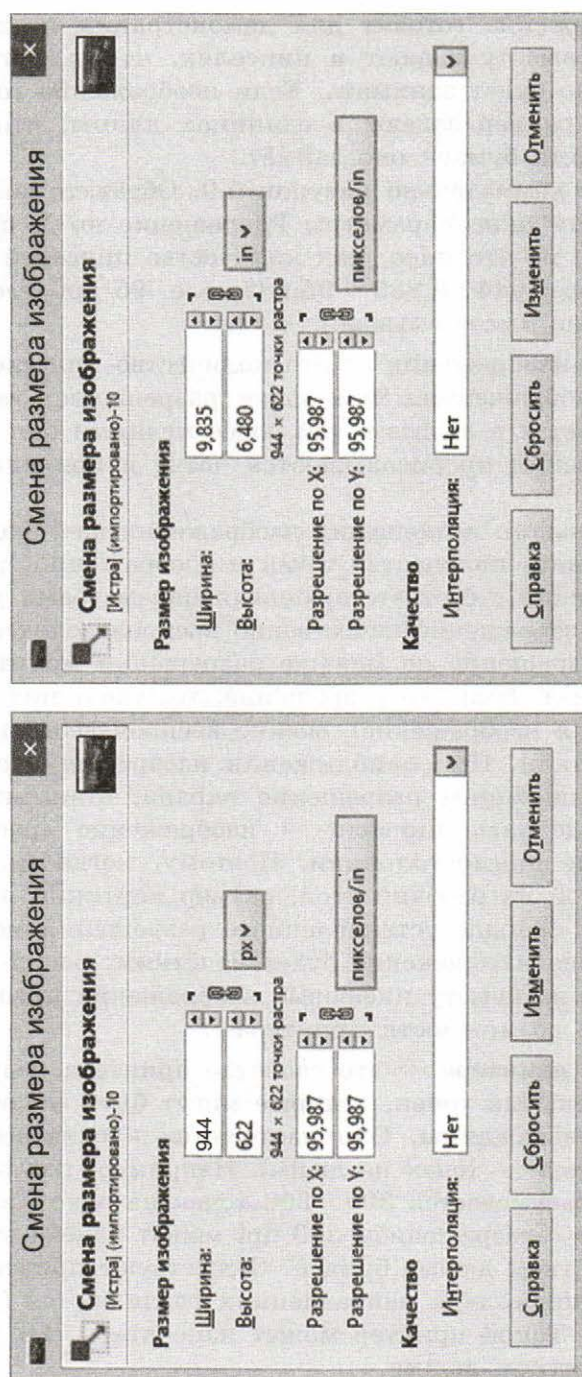 Смена размера изображения
Смена размера изображения
[Истра] (импортировано)-10
Размер изображения
Ширина: 944
Высота: 622 px
944 × 622 точки растра
Разрешение по X: 95,987
Разрешение по Y: 95,987 пикселов/in
Качество
Интерполяция: Нет
Справка Сбросить Изменить Отменить
Смена размера изображения
Смена размера изображения
[Истра] (импортировано)-10
Размер изображения
Ширина: 9,835
Высота: 6,480 in
944 × 622 точки растра
Разрешение по X: 95,987
Разрешение по Y: 95,987 пикселов/in
Качество
Интерполяция: Нет
Справка Сбросить Изменить Отменить